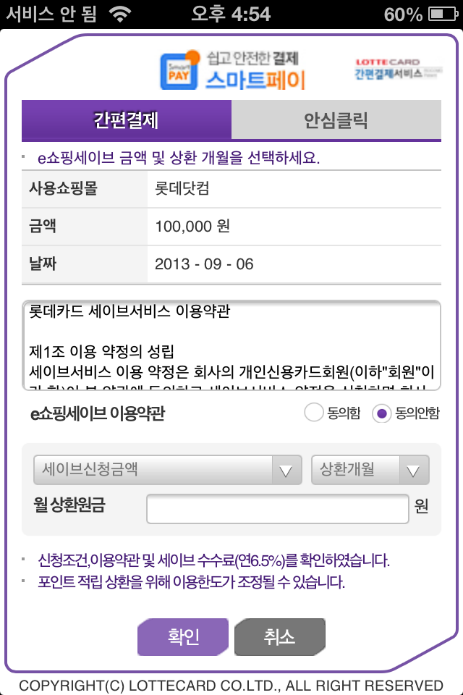 서비스 안 됨 오후 4:54 60%
쉽고 안전한 결제
Smart PAY 스마트페이
LOTTECARD
간편결제서비스
간편결제 안심클릭
e쇼핑세이브 금액 및 상환 개월을 선택하세요.
사용쇼핑몰 롯데닷컴
금액 100,000 원
날짜 2013 - 09 - 06
롯데카드 세이브서비스 이용약관
제1조 이용 약정의 성립
세이브서비스 이용 약정은 회사의 개인신용카드회원(이하"회원"이
e쇼핑세이브 이용약관 동의함 동의안함
세이브신청금액 상환개월
월 상환원금 원
신청조건,이용약관 및 세이브 수수료(연6.5%)를 확인하였습니다.
포인트 적립 상환을 위해 이용한도가 조정될 수 있습니다.
확인 취소
COPYRIGHT(C) LOTTECARD CO.LTD., ALL RIGHT RESERVED